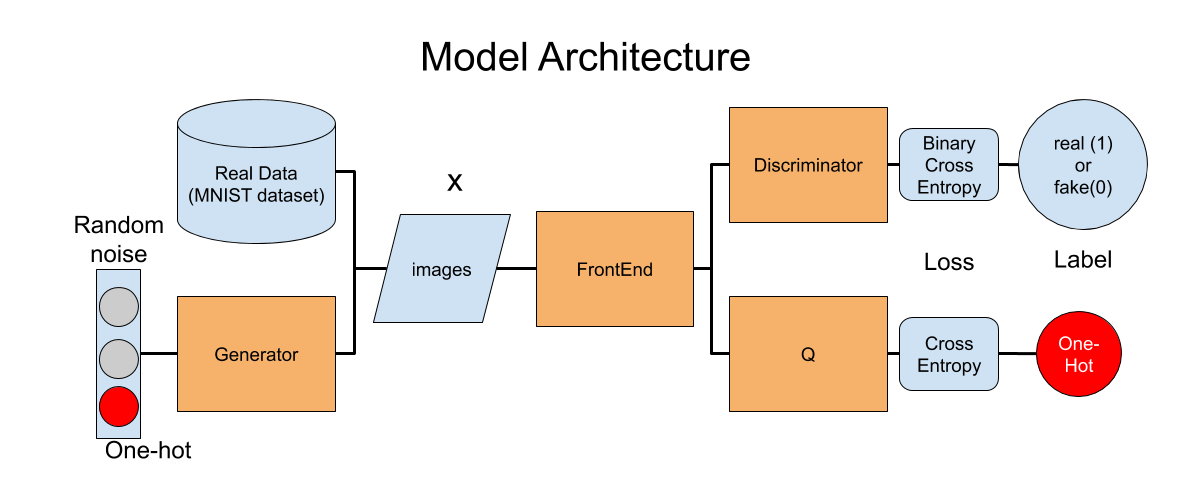 Model Architecture
Real Data
(MNIST dataset)
x
Random
noise
images
Generator
One-hot
FrontEnd
Discriminator
Binary
Cross
Entropy
real (1)
or
fake(0)
Loss
Label
Q
Cross
Entropy
One-
Hot